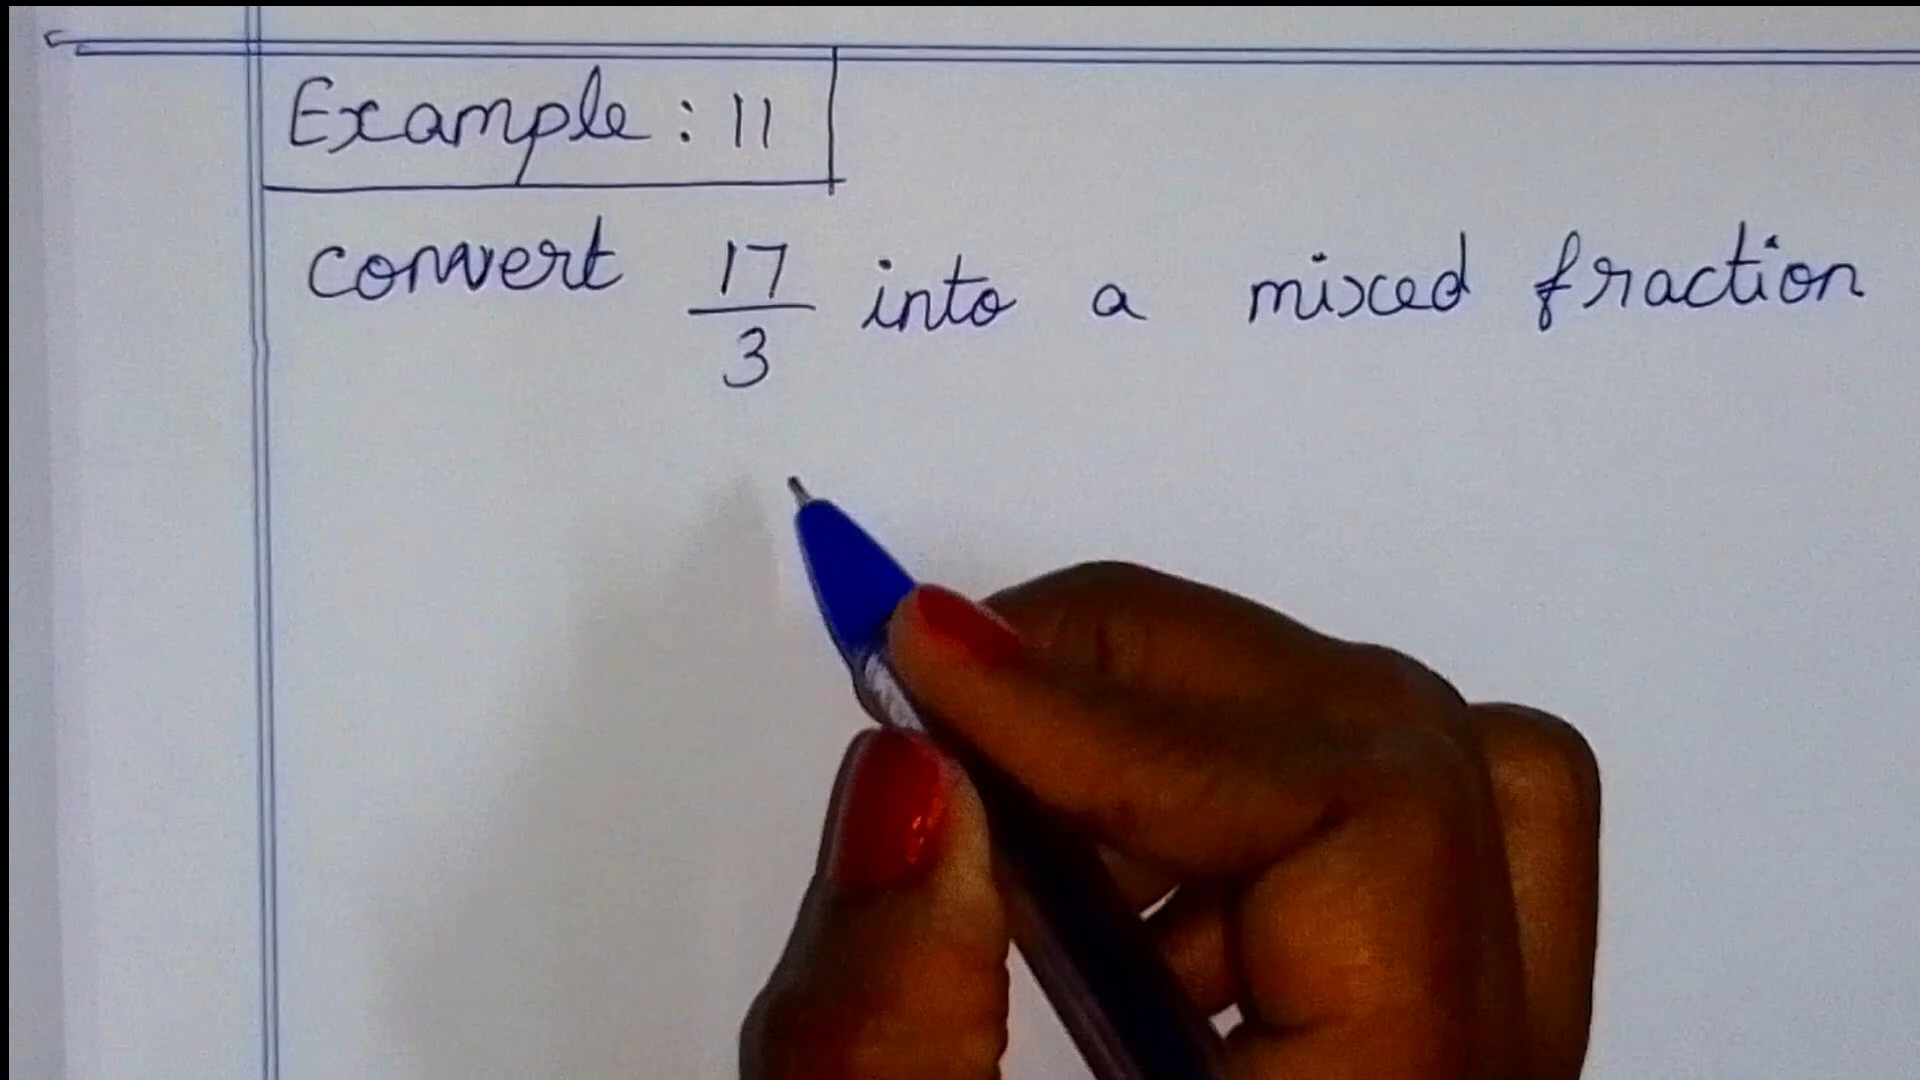 Example : 11
convert 17/3 into a mixed fraction